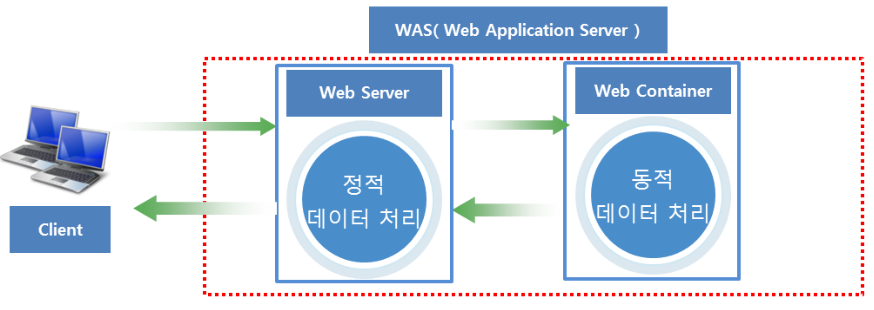 WAS( Web Application Server )
Web Server
Web Container
정적
데이터 처리
동적
데이터 처리
Client